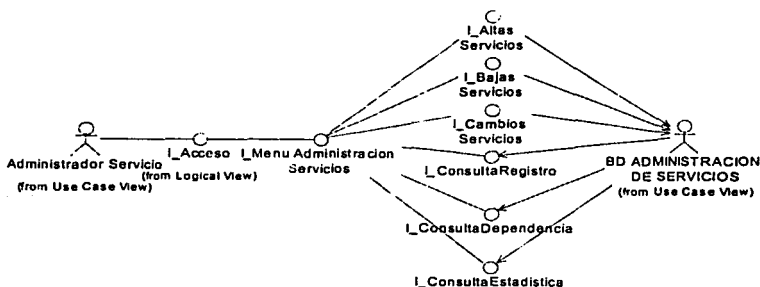 I_Altas
Servicios
I_Bajas
Servicios
I_Cambios
Servicios
Administrador Servicio
(from Use Case View)
I_Acceso
(from Logical View)
I_Menu Administracion
Servicios
I_ConsultaRegistro
BD ADMINISTRACION
DE SERVICIOS
(from Use Case View)
I_ConsultaDependencia
I_ConsultaEstadistica